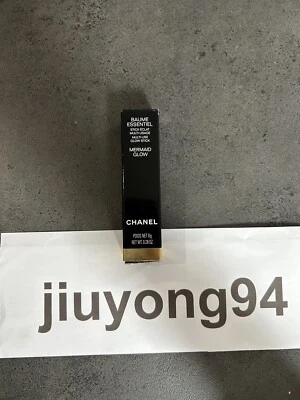 BAUME
ESSENTIEL
STICK ÉCLAT
MULTI-USAGE
MULTI-USE
GLOW STICK
MERMAID
GLOW
CHANEL
POIDS NET 8g
NET WT. 0.28 OZ.
jiuyong94